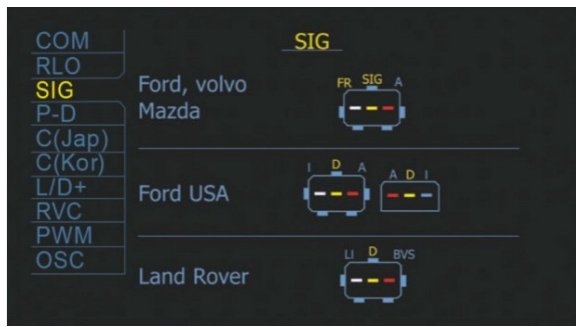 COM
RLO
SIG
P-D
C(Jap)
C(Kor)
L/D+
RVC
PWM
OSC
SIG
Ford, volvo
Mazda
FR SIG A
Ford USA
I D A
A D I
Land Rover
LI D BVS